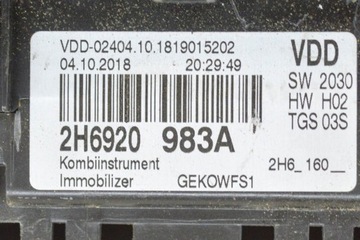 VDD-02404.10.1819015202
04.10.2018 20:29:49
VDD
SW 2030
HW H02
TGS 03S
2H6920 983A
Kombiinstrument
Immobilizer GEKOWFS1
2H6_160__